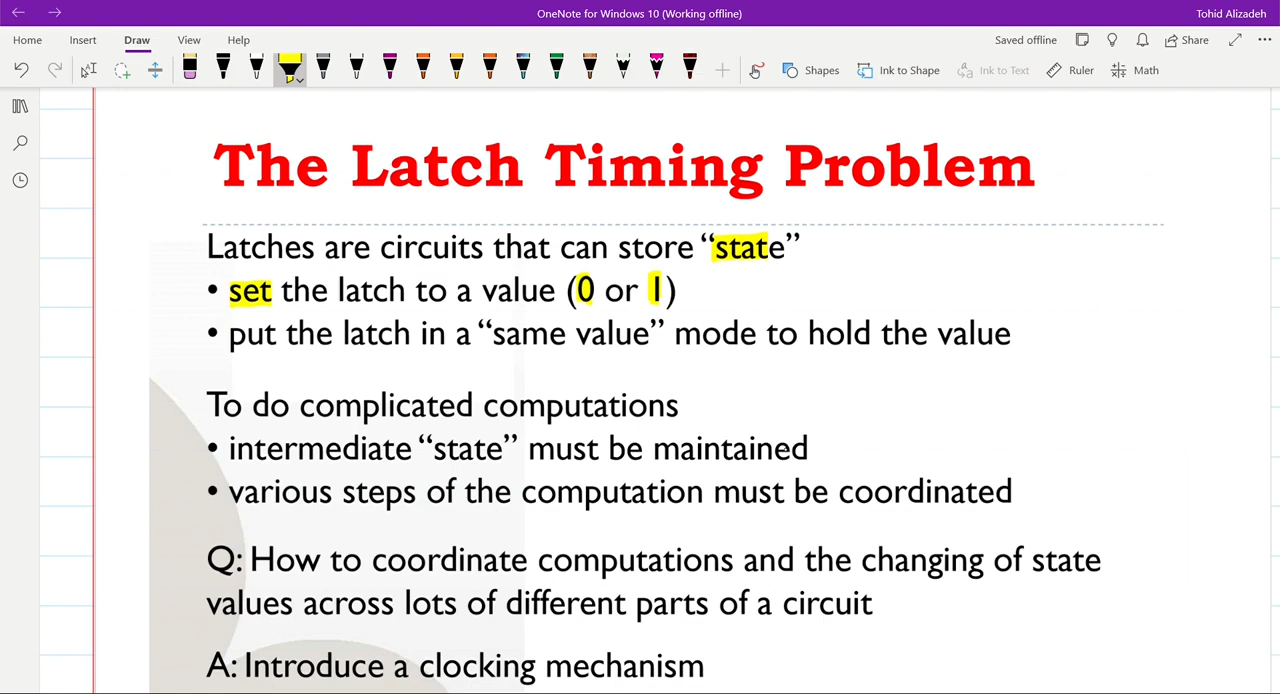 OneNote for Windows 10 (Working offline)
Tohid Alizadeh
Home Insert Draw View Help
Saved offline
Share
Shapes
Ink to Shape
Ink to Text
Ruler
Math
The Latch Timing Problem
Latches are circuits that can store “state”
• set the latch to a value (0 or 1)
• put the latch in a “same value” mode to hold the value
To do complicated computations
• intermediate “state” must be maintained
• various steps of the computation must be coordinated
Q: How to coordinate computations and the changing of state
values across lots of different parts of a circuit
A: Introduce a clocking mechanism